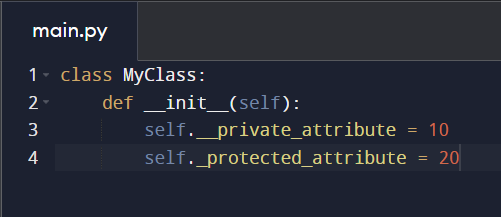 main.py
1 class MyClass:
2     def __init__(self):
3         self.__private_attribute = 10
4         self._protected_attribute = 20